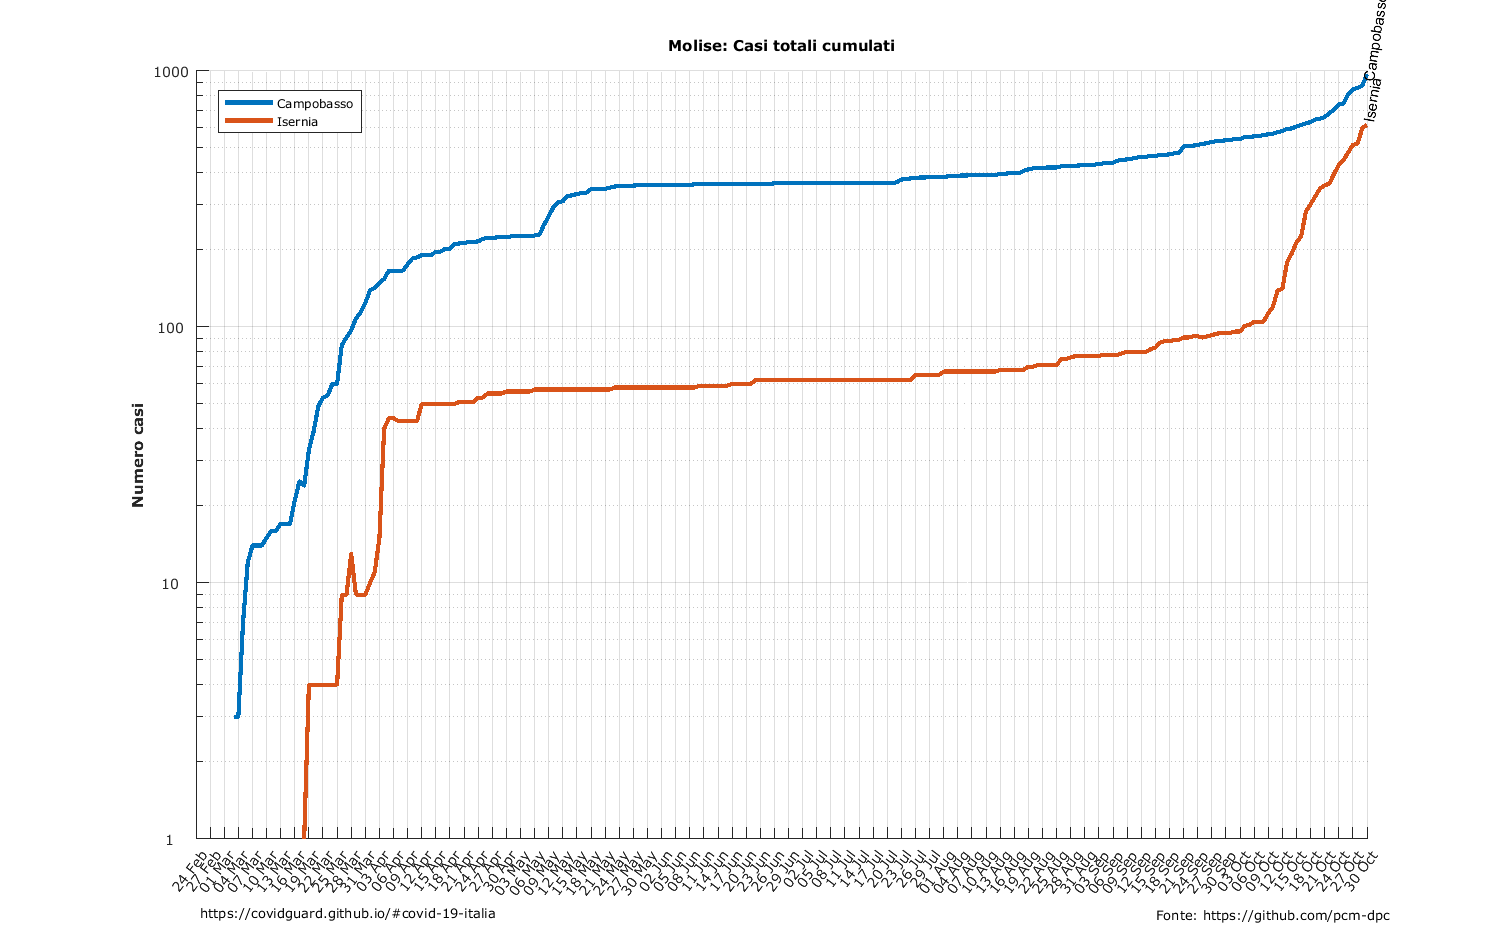 Molise: Casi totali cumulati
Campobasso
Isernia
Campobasso
Isernia
Numero casi
1000
100
10
1
24 Feb
27 Feb
01 Mar
04 Mar
07 Mar
10 Mar
13 Mar
16 Mar
19 Mar
22 Mar
25 Mar
28 Mar
31 Mar
03 Apr
06 Apr
09 Apr
12 Apr
15 Apr
18 Apr
21 Apr
24 Apr
27 Apr
30 Apr
03 May
06 May
09 May
12 May
15 May
18 May
21 May
24 May
27 May
30 May
02 Jun
05 Jun
08 Jun
11 Jun
14 Jun
17 Jun
20 Jun
23 Jun
26 Jun
29 Jun
02 Jul
05 Jul
08 Jul
11 Jul
14 Jul
17 Jul
20 Jul
23 Jul
26 Jul
29 Jul
01 Aug
04 Aug
07 Aug
10 Aug
13 Aug
16 Aug
19 Aug
22 Aug
25 Aug
28 Aug
31 Aug
03 Sep
06 Sep
09 Sep
12 Sep
15 Sep
18 Sep
21 Sep
24 Sep
27 Sep
30 Sep
03 Oct
06 Oct
09 Oct
12 Oct
15 Oct
18 Oct
21 Oct
24 Oct
27 Oct
30 Oct
https://covidguard.github.io/#covid-19-italia
Fonte: https://github.com/pcm-dpc